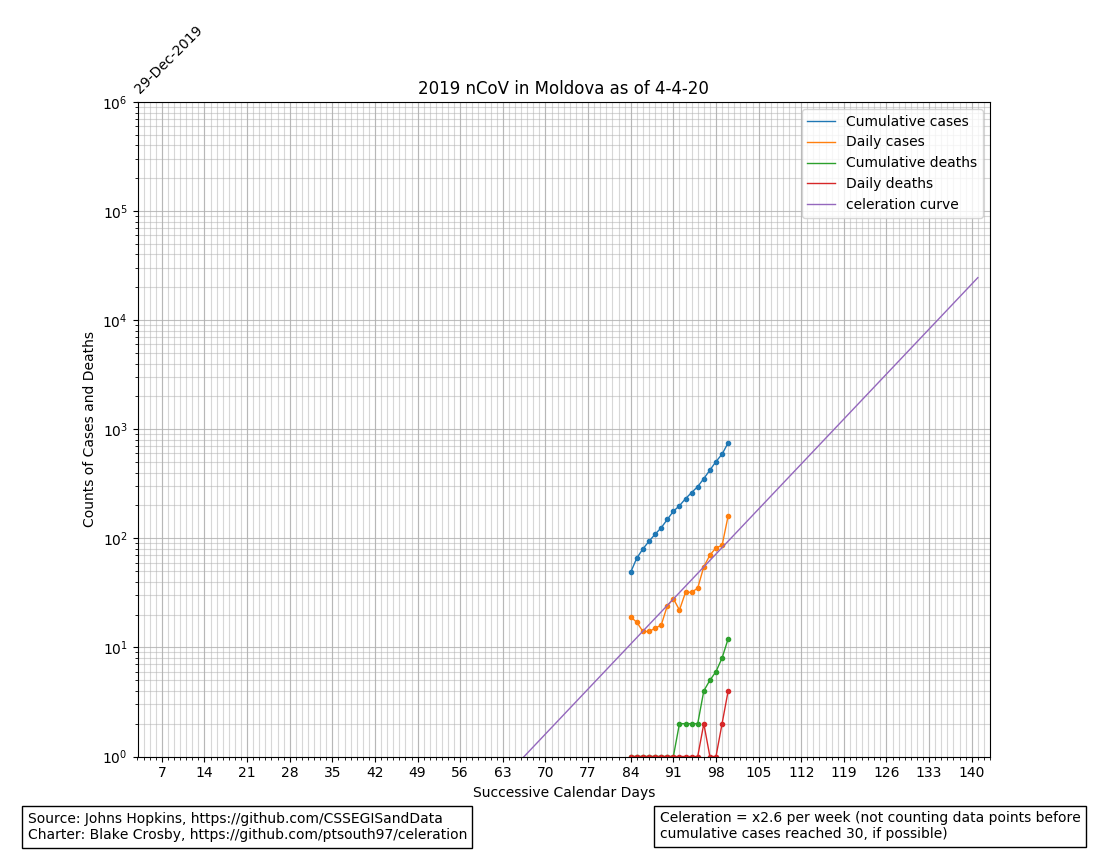 29-Dec-2019
2019 nCoV in Moldova as of 4-4-20
Cumulative cases
Daily cases
Cumulative deaths
Daily deaths
celeration curve
Counts of Cases and Deaths
10^6
10^5
10^4
10^3
10^2
10^1
10^0
7 14 21 28 35 42 49 56 63 70 77 84 91 98 105 112 119 126 133 140
Successive Calendar Days
Source: Johns Hopkins, https://github.com/CSSEGISandData
Charter: Blake Crosby, https://github.com/ptsouth97/celeration
Celeration = x2.6 per week (not counting data points before
cumulative cases reached 30, if possible)